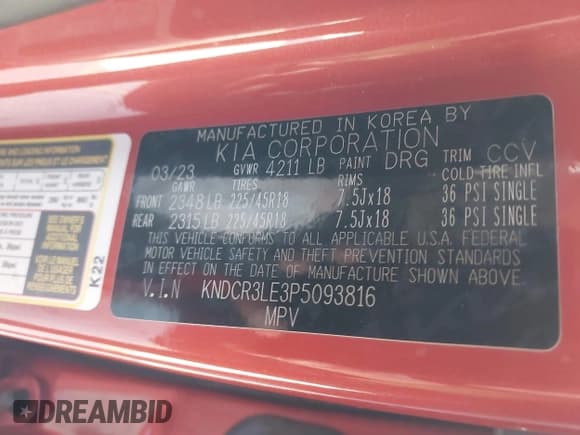 MANUFACTURED IN KOREA BY
KIA CORPORATION
03/23 GVWR 4211 LB PAINT DRG TRIM CCV
GAWR TIRES RIMS COLD TIRE INFL
FRONT 2348 LB 225/45R18 7.5Jx18 36 PSI SINGLE
REAR 2315 LB 225/45R18 7.5Jx18 36 PSI SINGLE
THIS VEHICLE CONFORMS TO ALL APPLICABLE U.S.A. FEDERAL
MOTOR VEHICLE SAFETY AND THEFT PREVENTION STANDARDS
IN EFFECT ON THE DATE OF MANUFACTURE SHOWN ABOVE.
V.I.N KNDCR3LE3P5093816
MPV
SEE OWNER'S
MANUAL
K22
DREAMBID